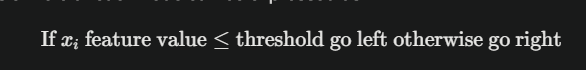 If xᵢ feature value ≤ threshold go left otherwise go right